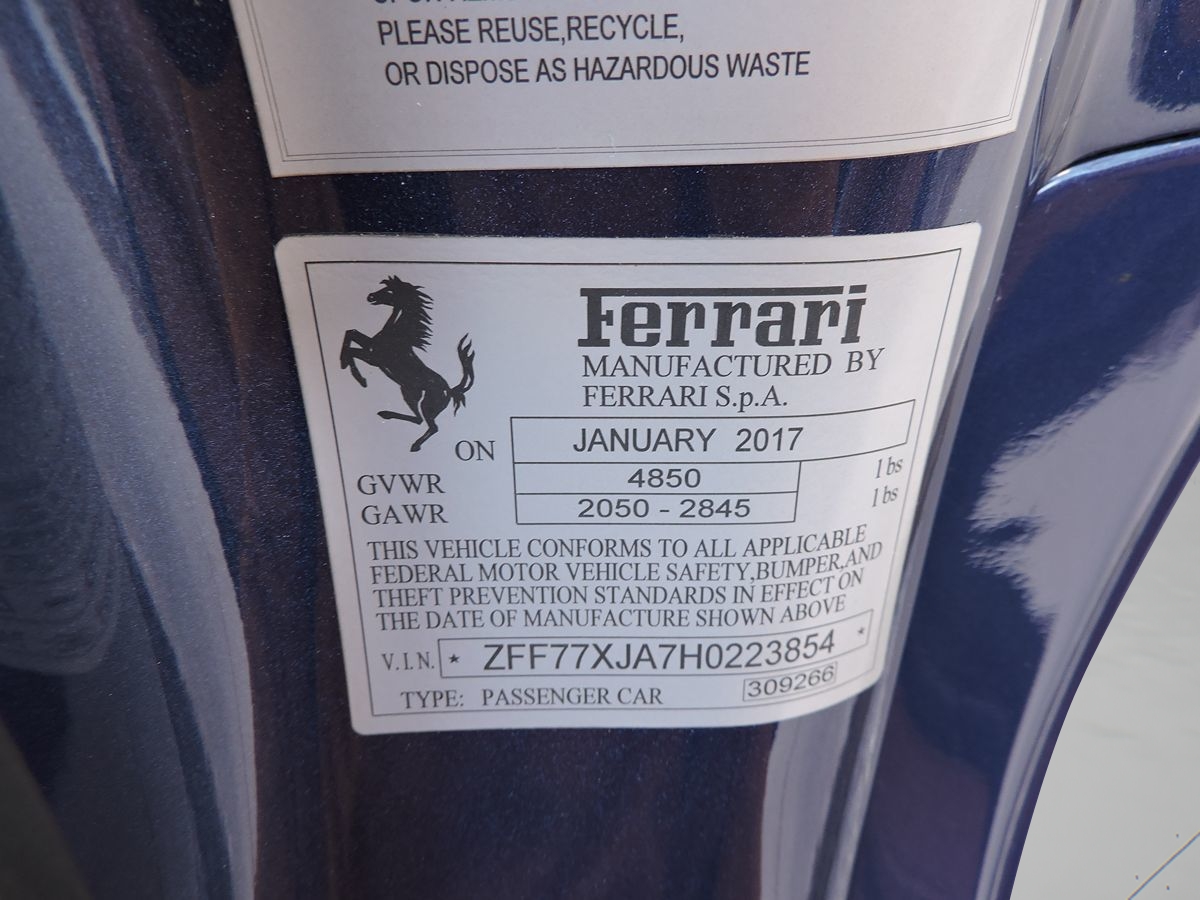 PLEASE REUSE,RECYCLE,
OR DISPOSE AS HAZARDOUS WASTE
Ferrari
MANUFACTURED BY
FERRARI S.p.A.
ON JANUARY 2017
GVWR 4850 lbs
GAWR 2050 - 2845 lbs
THIS VEHICLE CONFORMS TO ALL APPLICABLE
FEDERAL MOTOR VEHICLE SAFETY,BUMPER,AND
THEFT PREVENTION STANDARDS IN EFFECT ON
THE DATE OF MANUFACTURE SHOWN ABOVE
V.I.N. * ZFF77XJA7H0223854 *
TYPE: PASSENGER CAR 309266